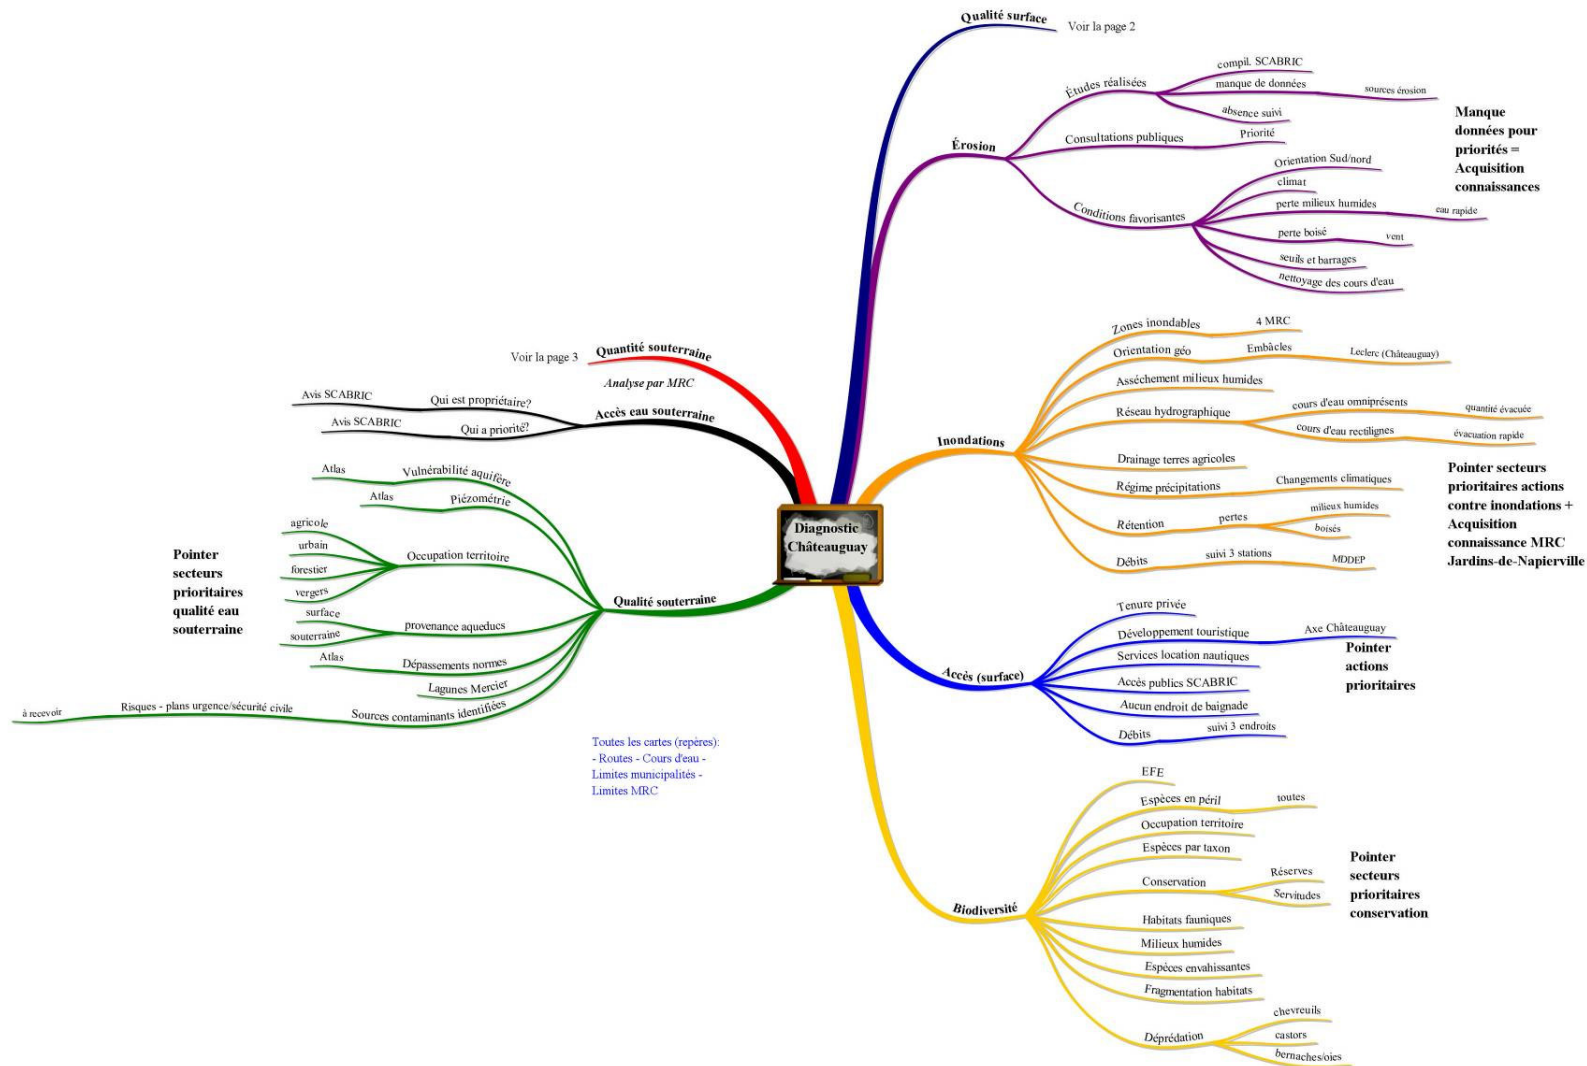 Diagnostic
Châteauguay
Qualité surface
Voir la page 2
Érosion
Études réalisées
compil. SCABRIC
manque de données
sources érosion
absence suivi
Consultations publiques
Priorité
Conditions favorisantes
Orientation Sud/nord
climat
perte milieux humides
eau rapide
perte boisé
vent
seuils et barrages
nettoyage des cours d'eau
Manque
données pour
priorités =
Acquisition
connaissances
Inondations
Zones inondables
4 MRC
Orientation géo
Embâcles
Leclerc (Châteauguay)
Asséchement milieux humides
Réseau hydrographique
cours d'eau omniprésents
quantité évacuée
cours d'eau rectilignes
évacuation rapide
Drainage terres agricoles
Régime précipitations
Changements climatiques
Rétention
pertes
milieux humides
boisés
Débits
suivi 3 stations
MDDEP
Pointer secteurs
prioritaires actions
contre inondations +
Acquisition
connaissance MRC
Jardins-de-Napierville
Accès (surface)
Tenure privée
Développement touristique
Axe Châteauguay
Services location nautiques
Accès publics SCABRIC
Aucun endroit de baignade
Débits
suivi 3 endroits
Pointer
actions
prioritaires
Biodiversité
EFE
Espèces en péril
toutes
Occupation territoire
Espèces par taxon
Conservation
Réserves
Servitudes
Habitats fauniques
Milieux humides
Espèces envahissantes
Fragmentation habitats
Déprédation
chevreuils
castors
bernaches/oies
Pointer
secteurs
prioritaires
conservation
Quantité souterraine
Voir la page 3
Analyse par MRC
Accès eau souterraine
Qui est propriétaire?
Avis SCABRIC
Qui a priorité?
Avis SCABRIC
Qualité souterraine
Vulnérabilité aquifère
Atlas
Piézométrie
Atlas
Occupation territoire
agricole
urbain
forestier
vergers
provenance aqueducs
surface
souterraine
Dépassements normes
Atlas
Lagunes Mercier
Sources contaminants identifiées
Risques - plans urgence/sécurité civile
à recevoir
Pointer
secteurs
prioritaires
qualité eau
souterraine
Toutes les cartes (repères):
- Routes - Cours d'eau -
Limites municipalités -
Limites MRC